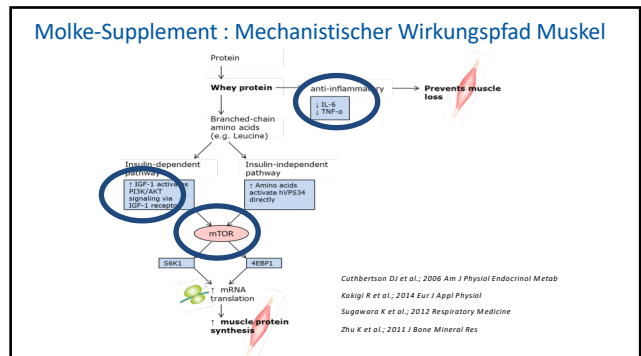 Molke-Supplement : Mechanistischer Wirkungspfad Muskel
Protein
Whey protein
anti-inflammatory
Prevents muscle
loss
↓ IL-6
↓ TNF-α
Branched-chain
amino acids
(e.g. Leucine)
Insulin-dependent
pathway
Insulin-independent
pathway
↑ IGF-1 activates
PI3K/AKT
signaling via
IGF-1 receptor
↑ Amino acids
activate hVPS34
directly
mTOR
S6K1
4EBP1
↑ mRNA
translation
↑ muscle protein
synthesis
Cuthbertson DJ et al.; 2006 Am J Physiol Endocrinol Metab
Kakigi R et al.; 2014 Eur J Appl Physiol
Sugawara K et al.; 2012 Respiratory Medicine
Zhu K et al.; 2011 J Bone Mineral Res